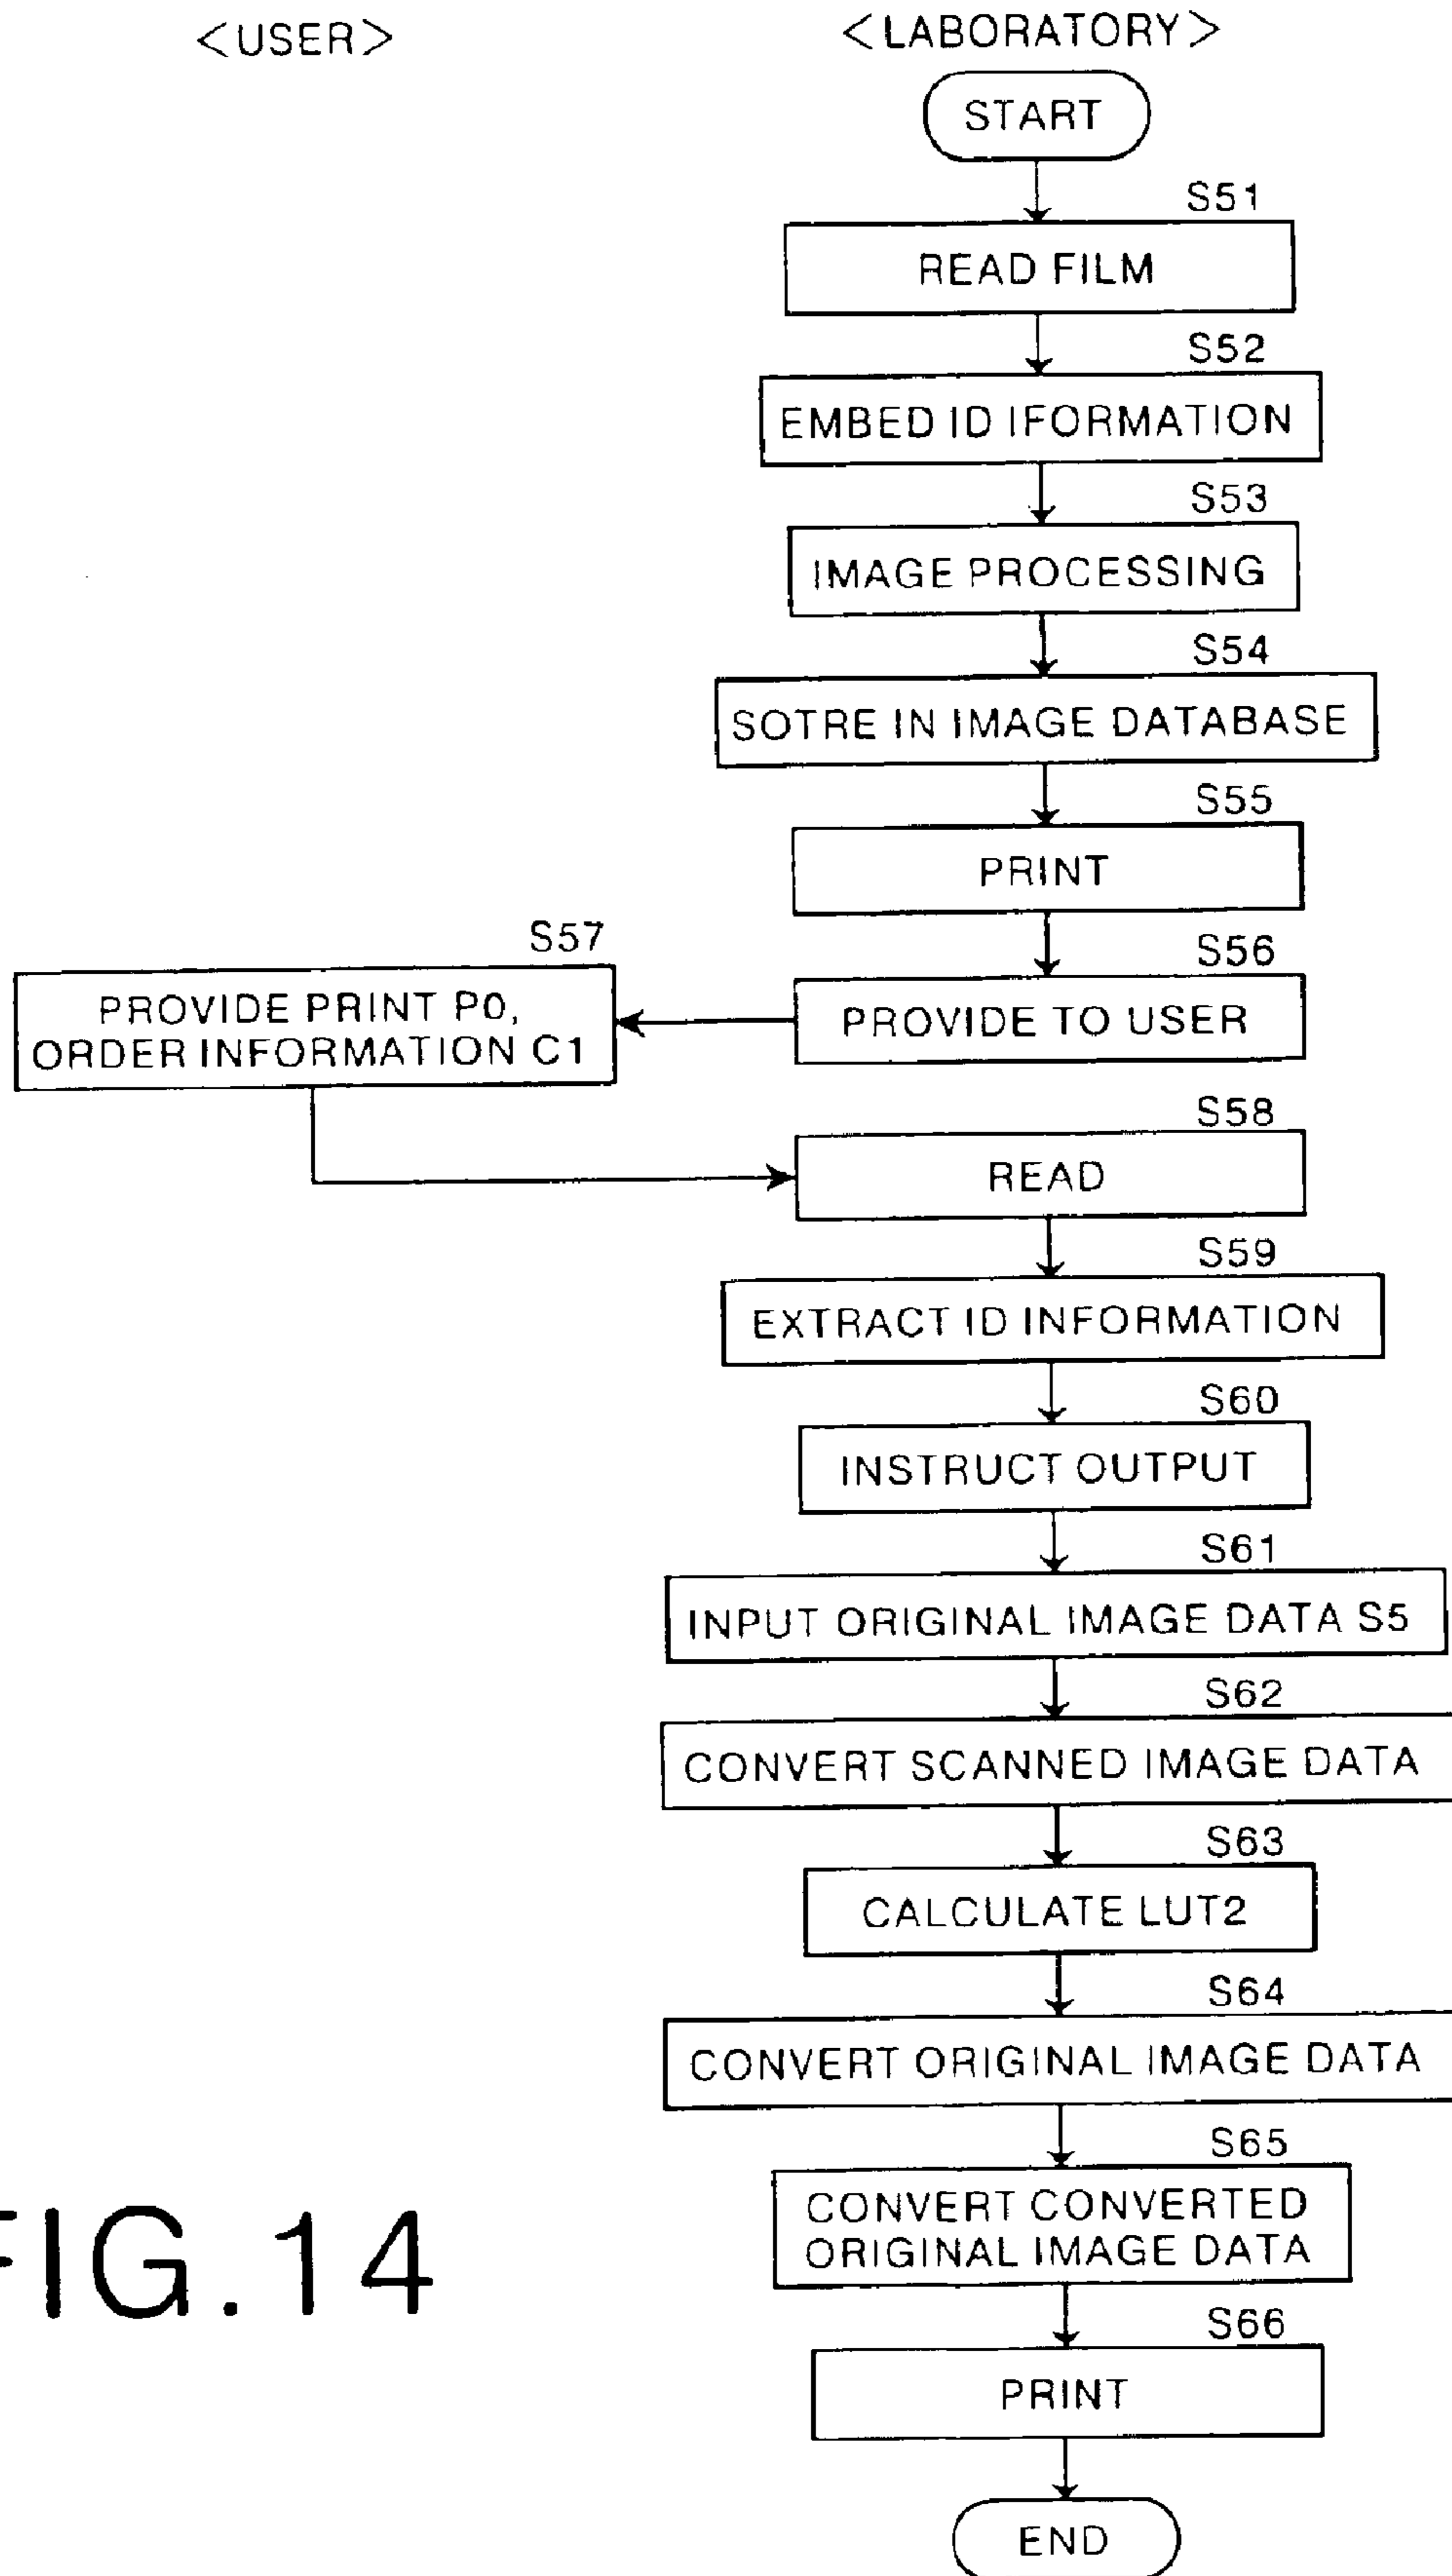 <USER>
<LABORATORY>
START
S51
READ FILM
S52
EMBED ID IFORMATION
S53
IMAGE PROCESSING
S54
SOTRE IN IMAGE DATABASE
S55
PRINT
S56
PROVIDE TO USER
S57
PROVIDE PRINT P0,
ORDER INFORMATION C1
S58
READ
S59
EXTRACT ID INFORMATION
S60
INSTRUCT OUTPUT
S61
INPUT ORIGINAL IMAGE DATA S5
S62
CONVERT SCANNED IMAGE DATA
S63
CALCULATE LUT2
S64
CONVERT ORIGINAL IMAGE DATA
S65
CONVERT CONVERTED
ORIGINAL IMAGE DATA
S66
PRINT
END
FIG.14